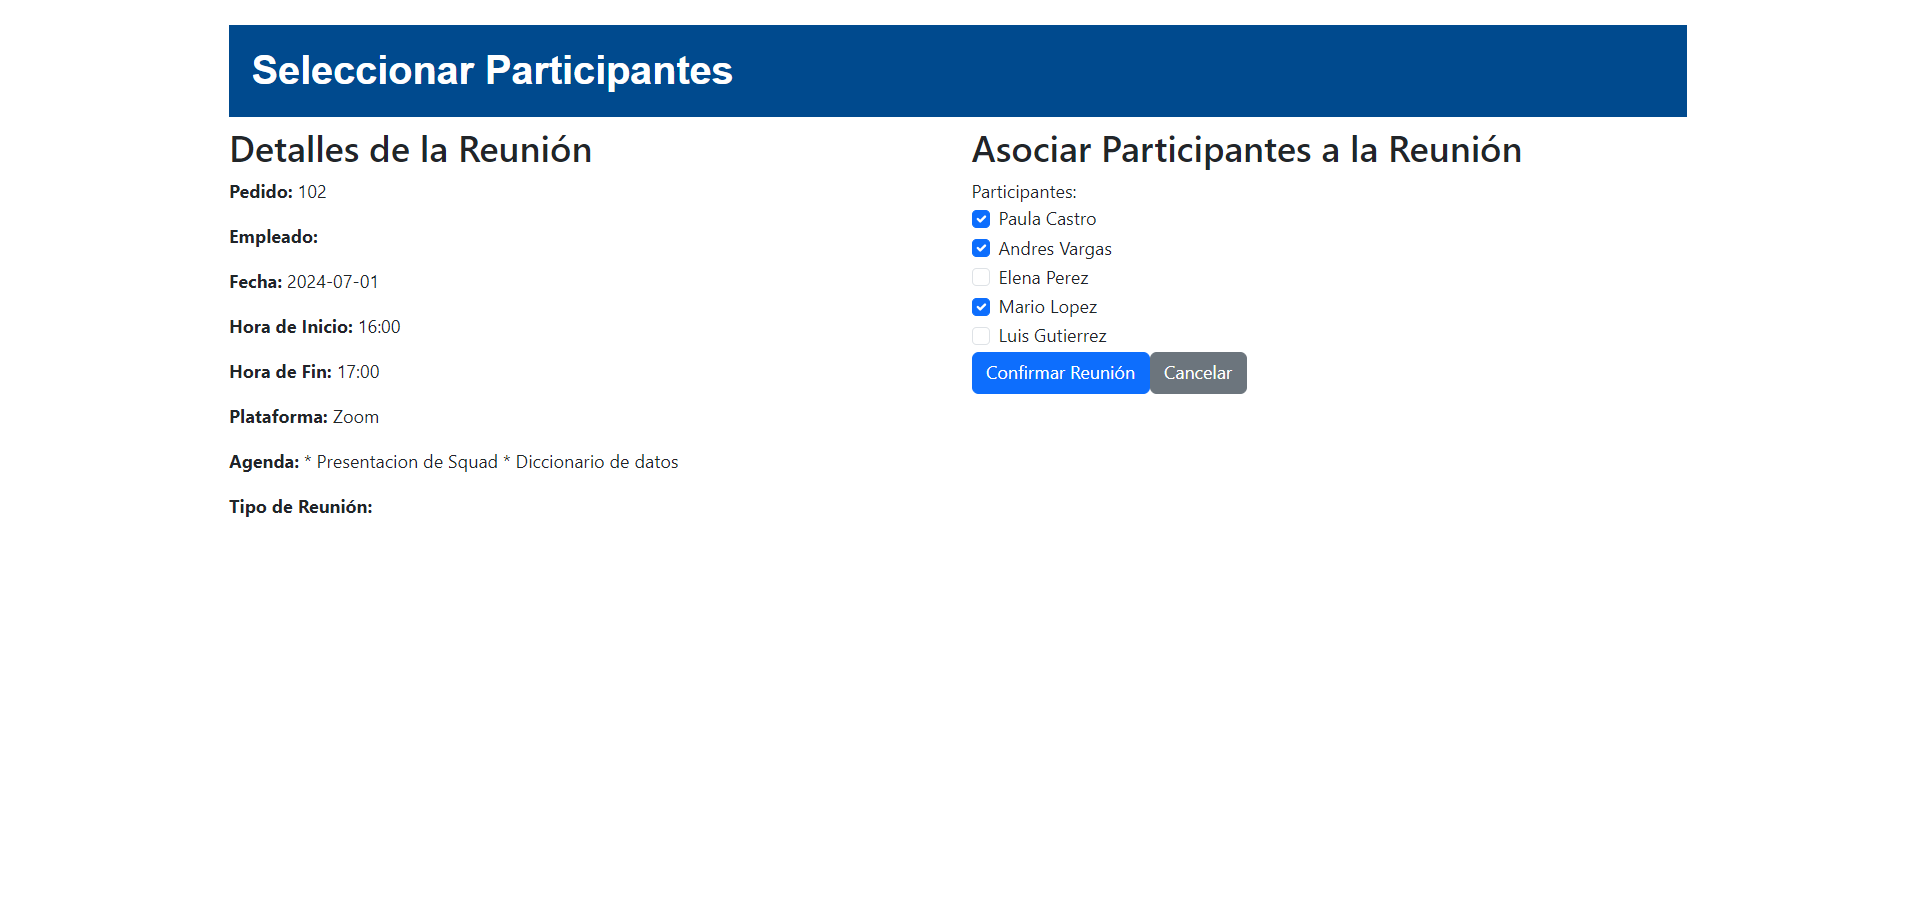 Seleccionar Participantes
Detalles de la Reunión
Pedido: 102
Empleado:
Fecha: 2024-07-01
Hora de Inicio: 16:00
Hora de Fin: 17:00
Plataforma: Zoom
Agenda: * Presentacion de Squad * Diccionario de datos
Tipo de Reunión:
Asociar Participantes a la Reunión
Participantes:
Paula Castro
Andres Vargas
Elena Perez
Mario Lopez
Luis Gutierrez
Confirmar Reunión Cancelar